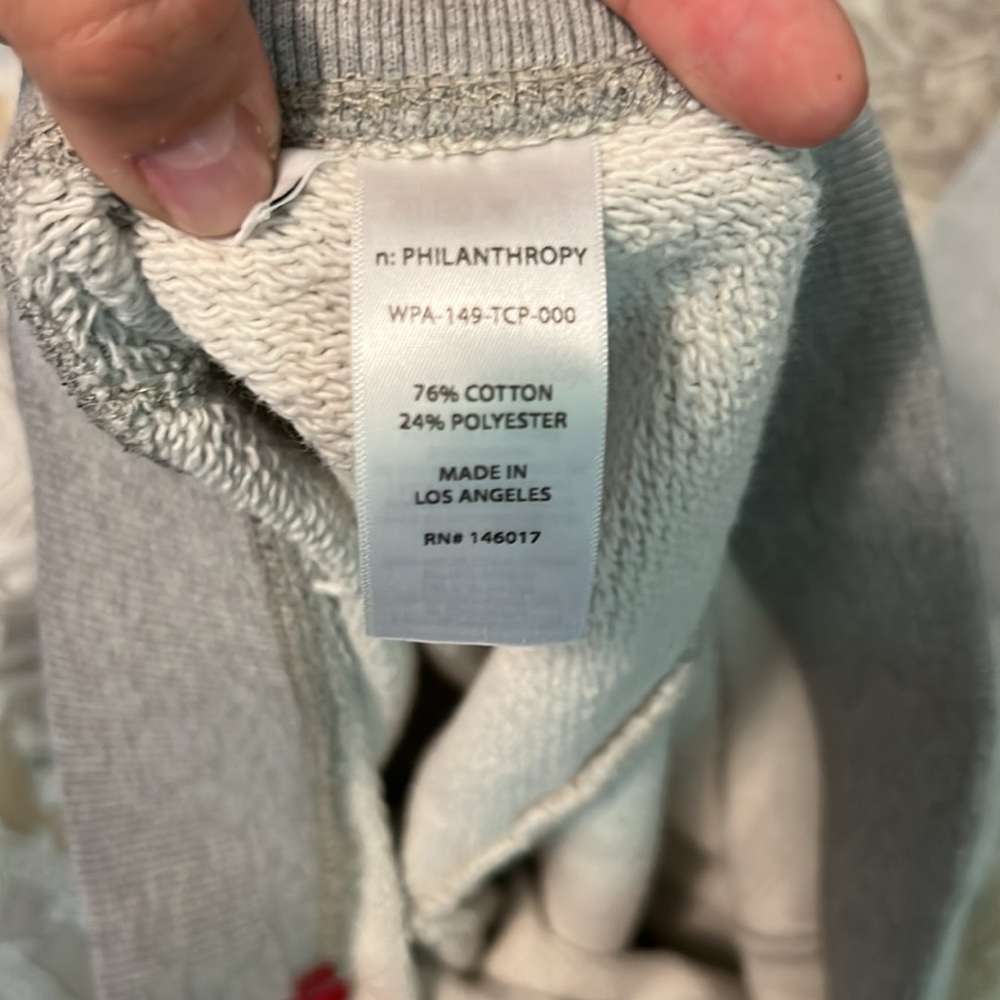 n: PHILANTHROPY
WPA-149-TCP-000
76% COTTON
24% POLYESTER
MADE IN
LOS ANGELES
RN# 146017